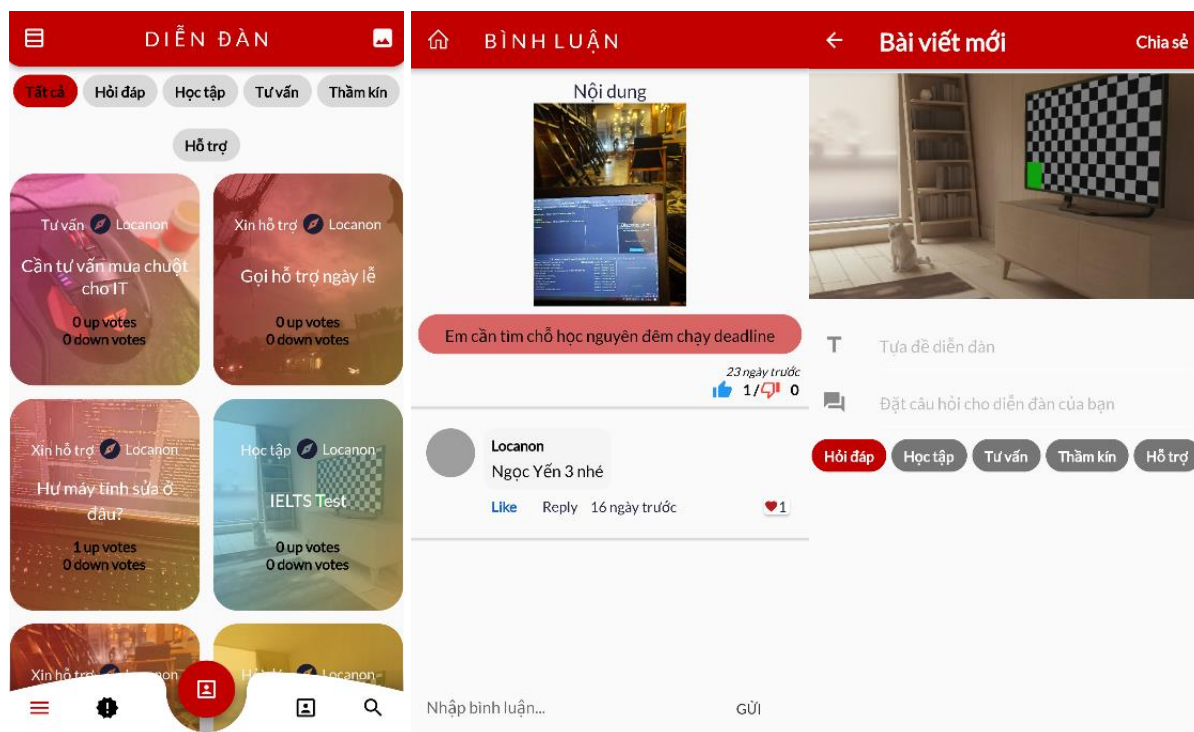 DIỄN ĐÀN
Tất cả
Hỏi đáp
Học tập
Tư vấn
Thầm kín
Hỗ trợ
Tư vấn Locanon
Cần tư vấn mua chuột
cho IT
0 up votes
0 down votes
Xin hỗ trợ Locanon
Gọi hỗ trợ ngày lễ
0 up votes
0 down votes
Xin hỗ trợ Locanon
Hư máy tính sửa ở
đâu?
1 up votes
0 down votes
Học tập Locanon
IELTS Test
0 up votes
0 down votes
Xin hỗ trợ
Locanon
BÌNH LUẬN
Nội dung
Em cần tìm chỗ học nguyên đêm chạy deadline
23 ngày trước
1/ 0
Locanon
Ngọc Yến 3 nhé
Like Reply 16 ngày trước
1
Nhập bình luận...
GỬI
Bài viết mới
Chia sẻ
Tựa đề diễn đàn
Đặt câu hỏi cho diễn đàn của bạn
Hỏi đáp
Học tập
Tư vấn
Thầm kín
Hỗ trợ